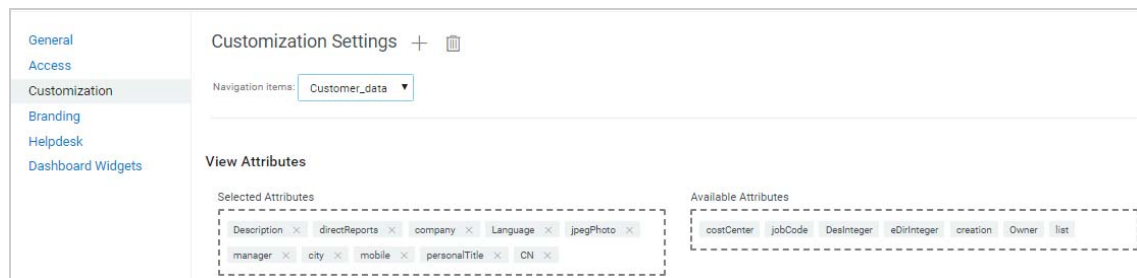 General
Access
Customization
Branding
Helpdesk
Dashboard Widgets
Customization Settings
Navigation items: Customer_data
View Attributes
Selected Attributes
Description × directReports × company × Language × jpegPhoto ×
manager × city × mobile × personalTitle × CN ×
Available Attributes
costCenter jobCode DesInteger eDirInteger creation Owner list